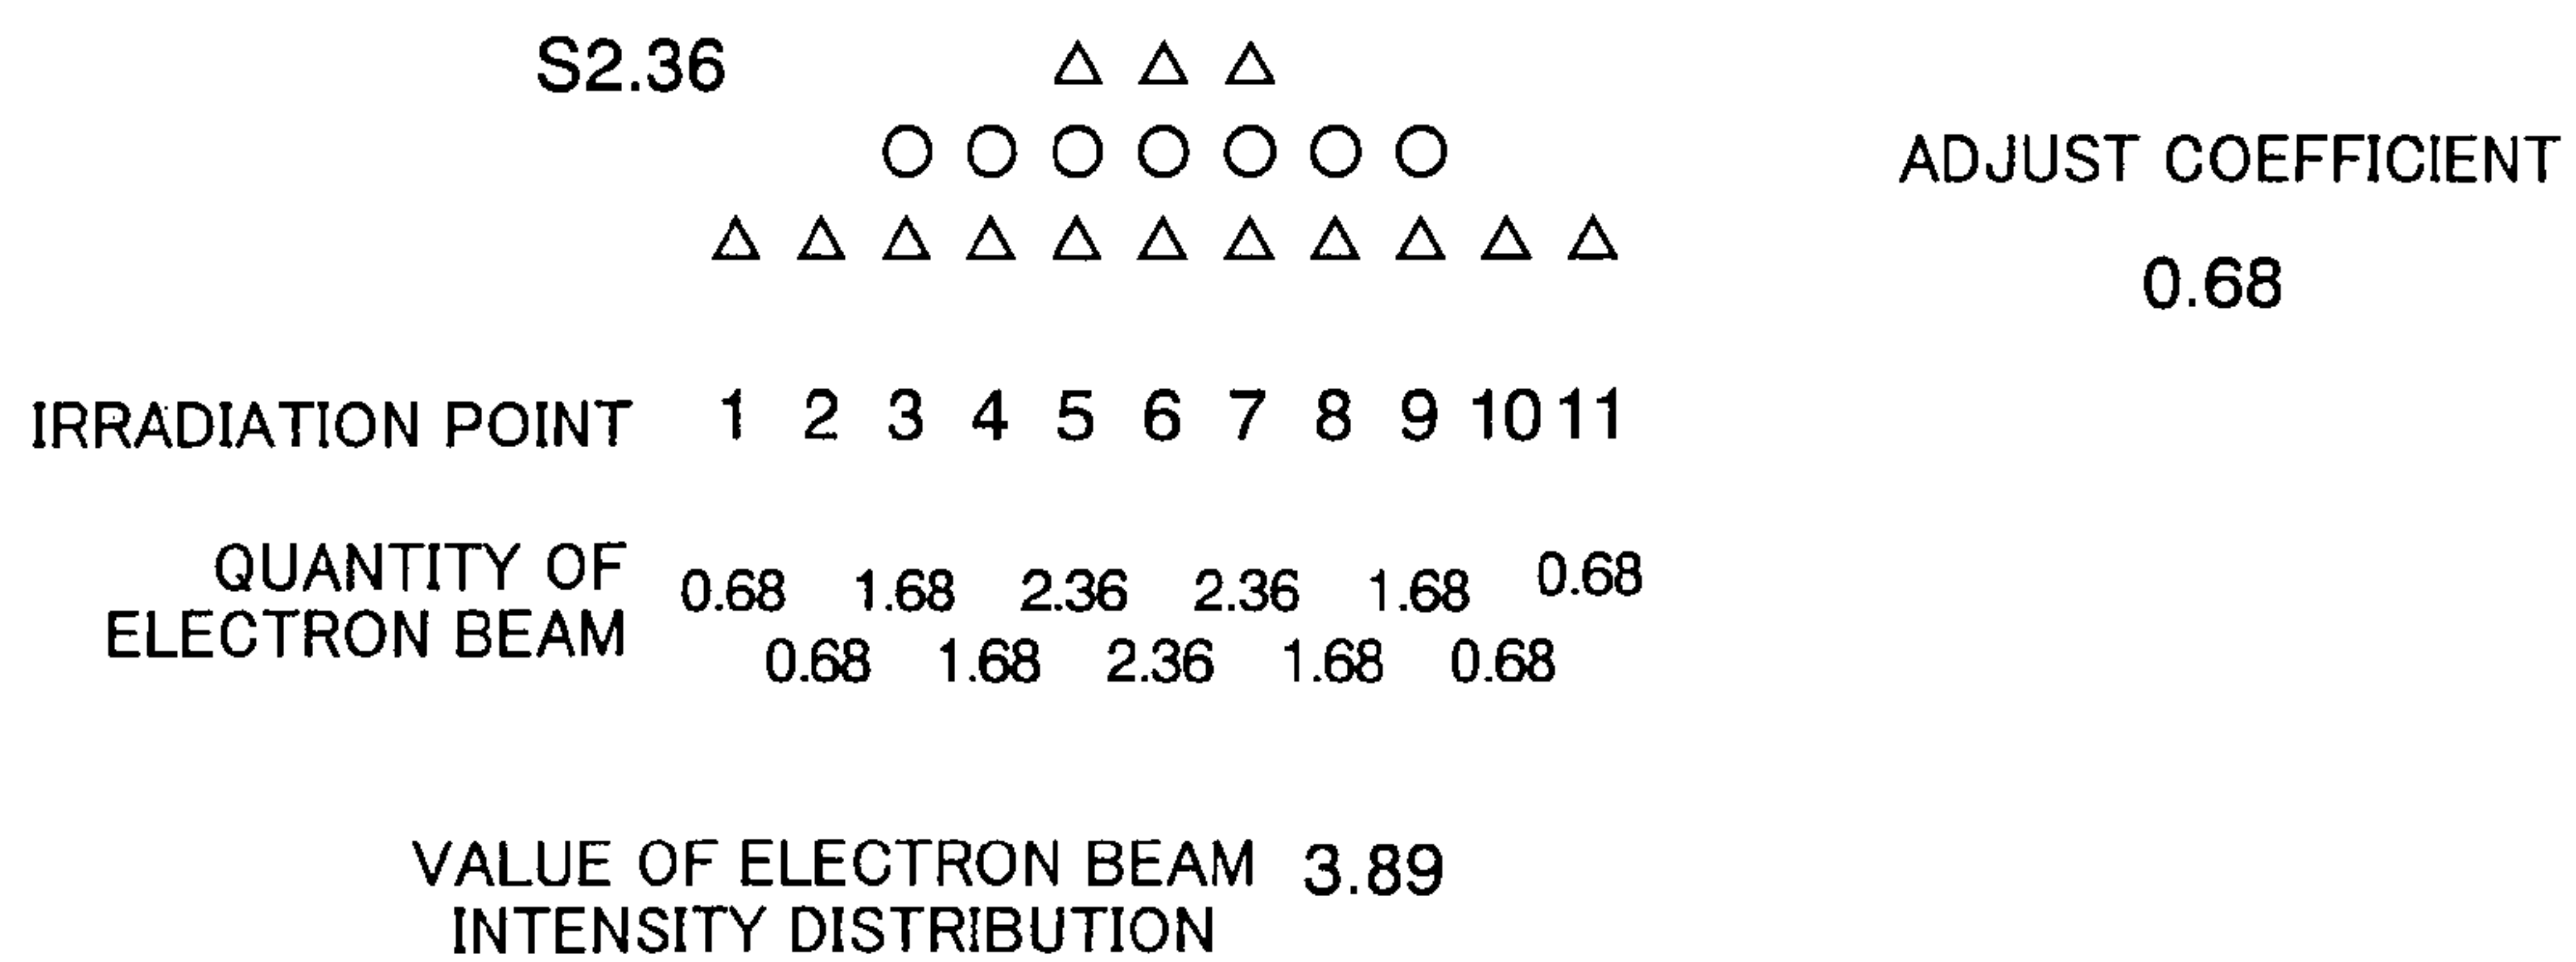 S2.36
ADJUST COEFFICIENT
0.68
IRRADIATION POINT 1 2 3 4 5 6 7 8 9 10 11
QUANTITY OF
ELECTRON BEAM
0.68 1.68 2.36 2.36 1.68 0.68
0.68 1.68 2.36 1.68 0.68
VALUE OF ELECTRON BEAM 3.89
INTENSITY DISTRIBUTION